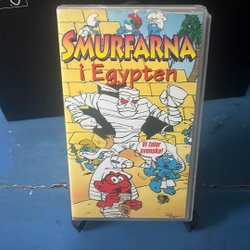 SMURFARNA
i Egypten
Vi talar
svenska!